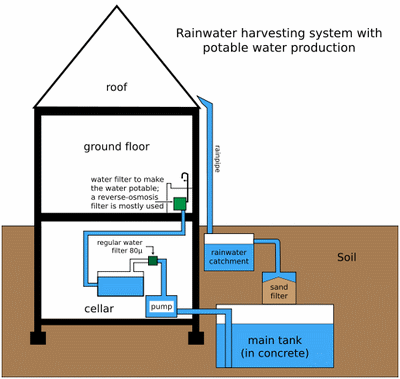 Rainwater harvesting system with
potable water production
roof
ground floor
rainpipe
water filter to make
the water potable;
a reverse-osmosis
filter is mostly used
regular water
filter 80µ
rainwater
catchment
Soil
sand
filter
cellar
pump
main tank
(in concrete)